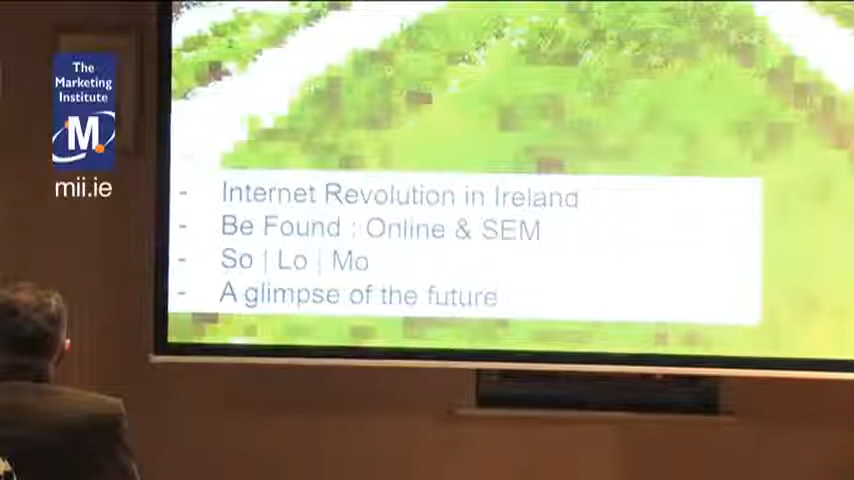 The
Marketing
Institute
M
mii.ie
- Internet Revolution in Ireland
- Be Found : Online & SEM
- So | Lo | Mo
- A glimpse of the future